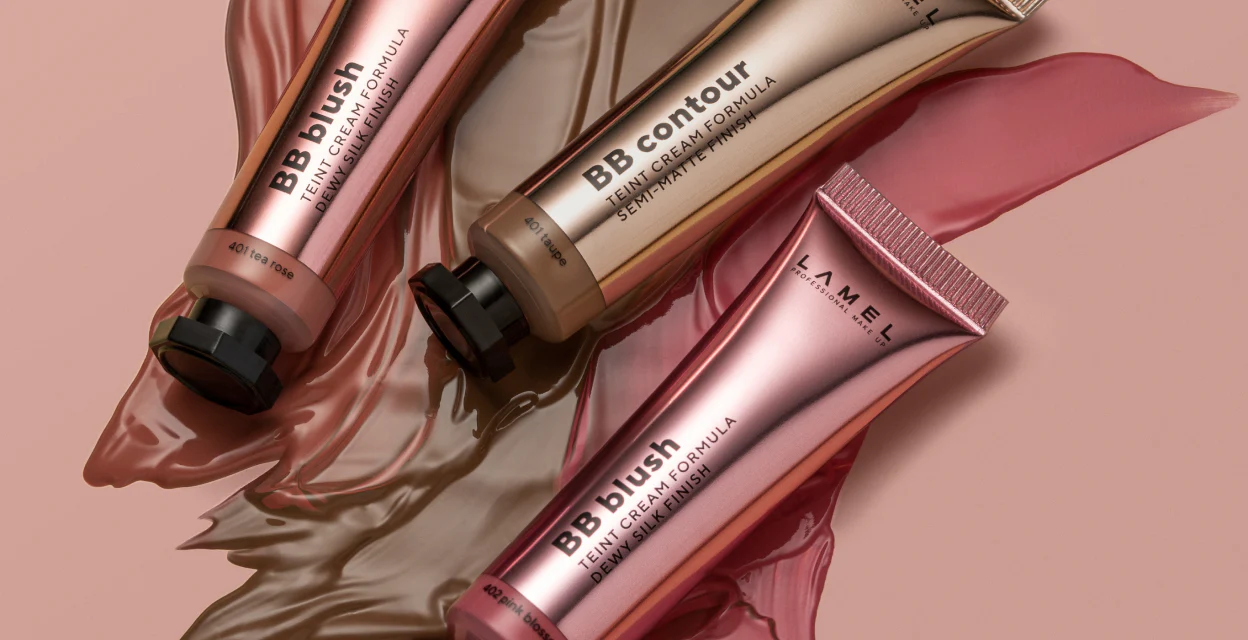 BB blush
TEINT CREAM FORMULA
DEWY SILK FINISH
401 tea rose
BB contour
TEINT CREAM FORMULA
SEMI-MATTE FINISH
401 taupe
LAMEL
PROFESSIONAL MAKE UP
BB blush
TEINT CREAM FORMULA
DEWY SILK FINISH
402 pink